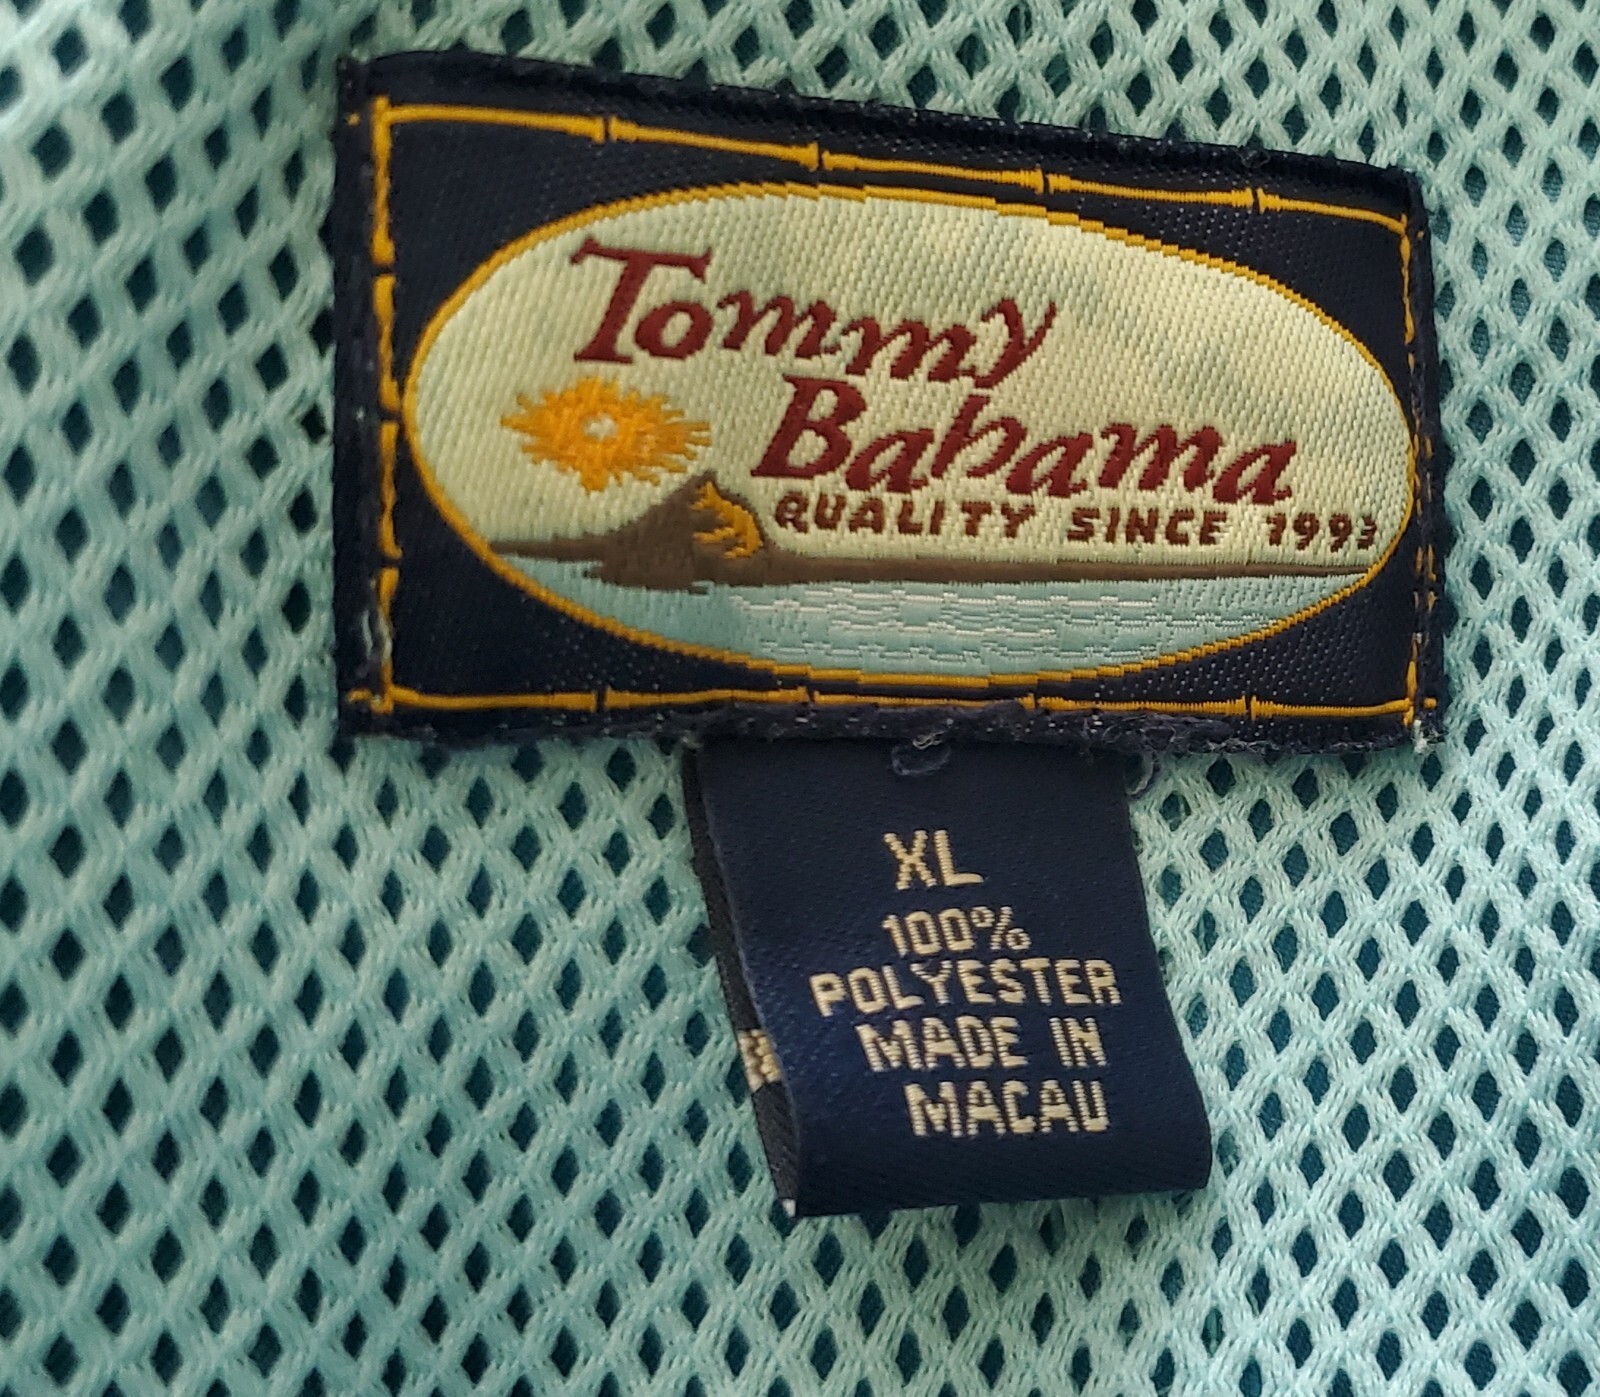 Tommy
Bahama
QUALITY SINCE 1993
XL
100%
POLYESTER
MADE IN
MACAU